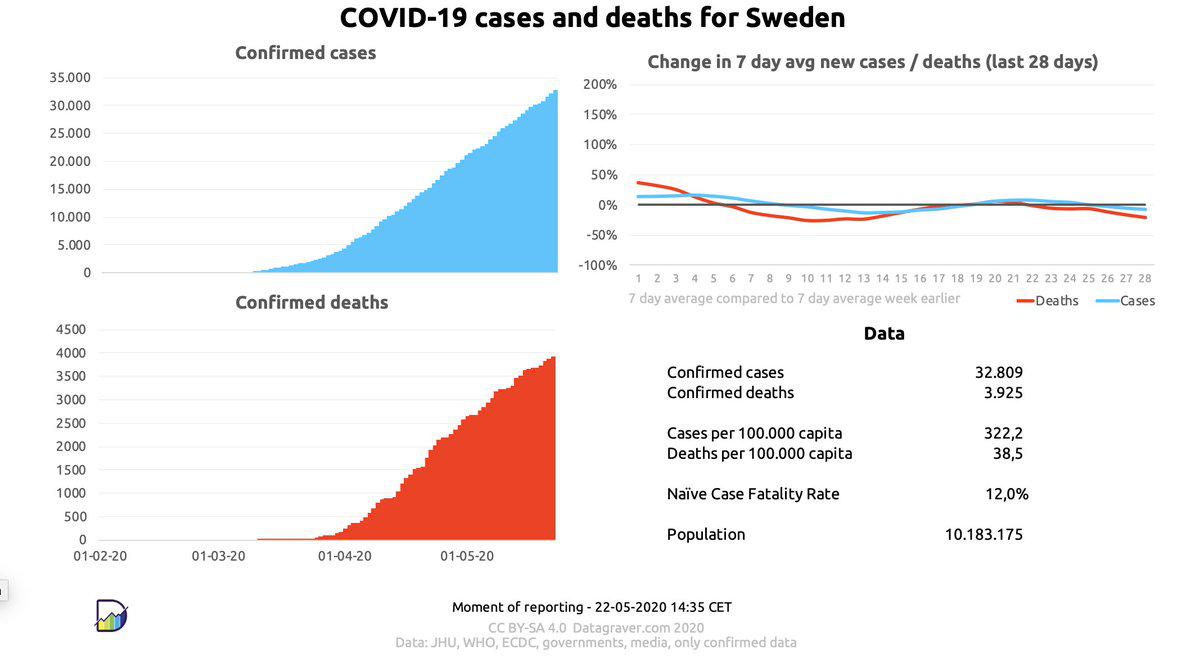 COVID-19 cases and deaths for Sweden
Confirmed cases
35.000
30.000
25.000
20.000
15.000
10.000
5.000
0
Confirmed deaths
4500
4000
3500
3000
2500
2000
1500
1000
500
0
01-02-20 01-03-20 01-04-20 01-05-20
Change in 7 day avg new cases / deaths (last 28 days)
200%
150%
100%
50%
0%
-50%
-100%
1 2 3 4 5 6 7 8 9 10 11 12 13 14 15 16 17 18 19 20 21 22 23 24 25 26 27 28
7 day average compared to 7 day average week earlier
Deaths Cases
Data
Confirmed cases 32.809
Confirmed deaths 3.925
Cases per 100.000 capita 322,2
Deaths per 100.000 capita 38,5
Naïve Case Fatality Rate 12,0%
Population 10.183.175
Moment of reporting - 22-05-2020 14:35 CET
CC BY-SA 4.0 Datagraver.com 2020
Data: JHU, WHO, ECDC, governments, media, only confirmed data